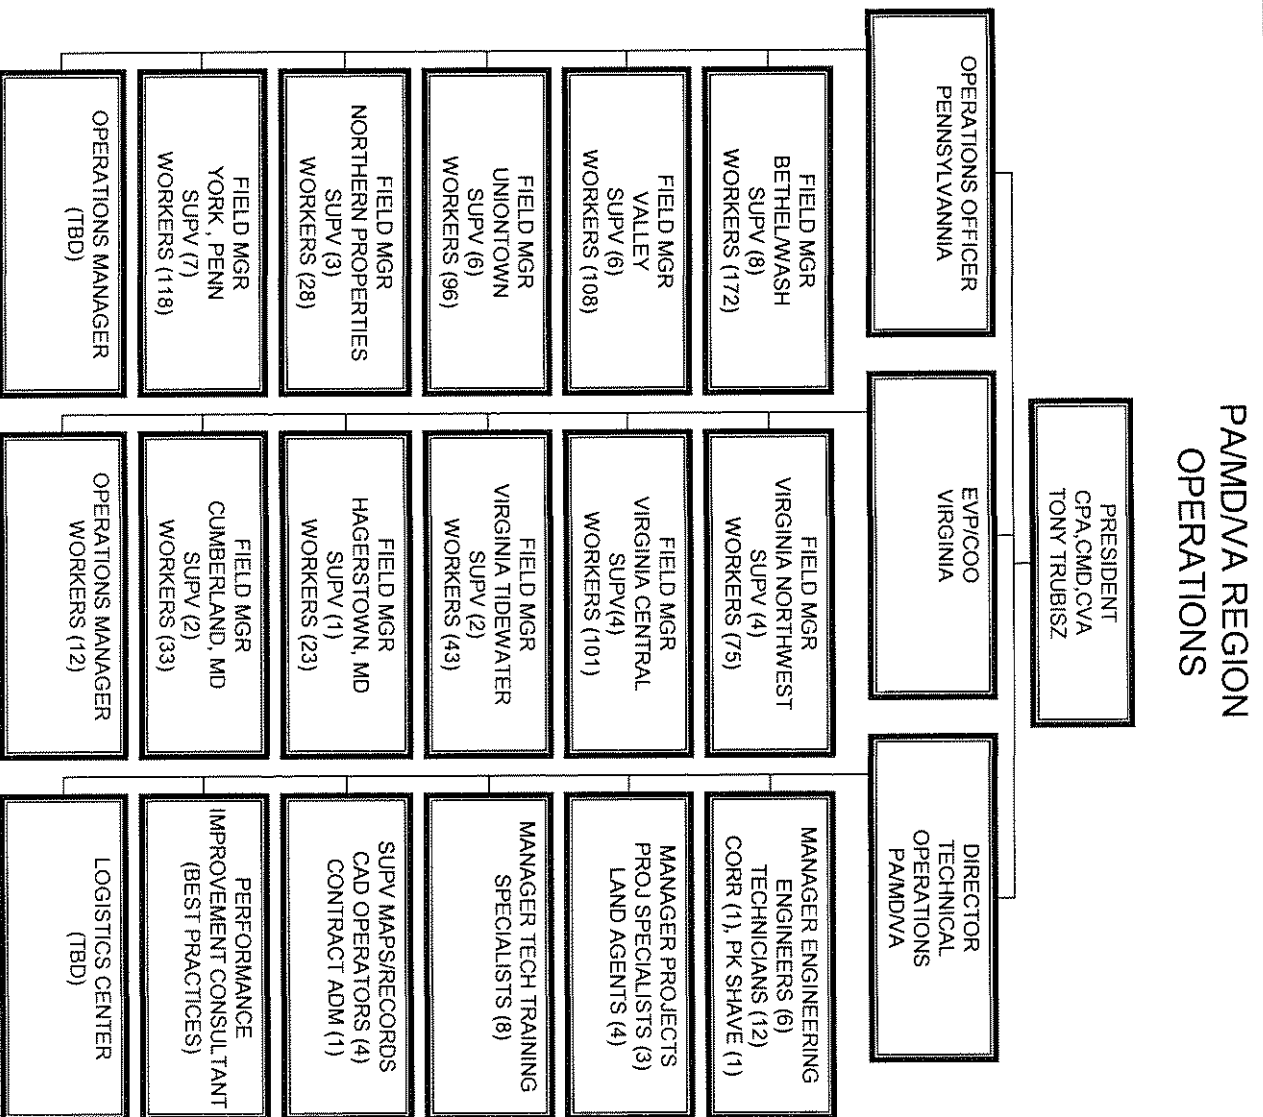 PA/MD/VA REGION
OPERATIONS
PRESIDENT
CPA,CMD,CVA
TONY TRUBISZ
OPERATIONS OFFICER
PENNSYLVANNIA
EVP/COO
VIRGINIA
DIRECTOR
TECHNICAL
OPERATIONS
PA/MD/VA
FIELD MGR
BETHEL/WASH
SUPV (8)
WORKERS (172)
FIELD MGR
VALLEY
SUPV (6)
WORKERS (108)
FIELD MGR
UNIONTOWN
SUPV (6)
WORKERS (96)
FIELD MGR
NORTHERN PROPERTIES
SUPV (3)
WORKERS (28)
FIELD MGR
YORK , PENN
SUPV (7)
WORKERS (118)
OPERATIONS MANAGER
(TBD)
FIELD MGR
VIRGINIA NORTHWEST
SUPV (4)
WORKERS (75)
FIELD MGR
VIRGINIA CENTRAL
SUPV(4)
WORKERS (101)
FIELD MGR
VIRGINIA TIDEWATER
SUPV (2)
WORKERS (43)
FIELD MGR
HAGERSTOWN, MD
SUPV (1)
WORKERS (23)
FIELD MGR
CUMBERLAND, MD
SUPV (2)
WORKERS (33)
OPERATIONS MANAGER
WORKERS (12)
MANAGER ENGINEERING
ENGINEERS (6)
TECHNICIANS (12)
CORR (1), PK SHAVE (1)
MANAGER PROJECTS
PROJ SPECIALISTS (3)
LAND AGENTS (4)
MANAGER TECH TRAINING
SPECIALISTS (8)
SUPV MAPS/RECORDS
CAD OPERATORS (4)
CONTRACT ADM (1)
PERFORMANCE
IMPROVEMENT CONSULTANT
(BEST PRACTICES)
LOGISTICS CENTER
(TBD)